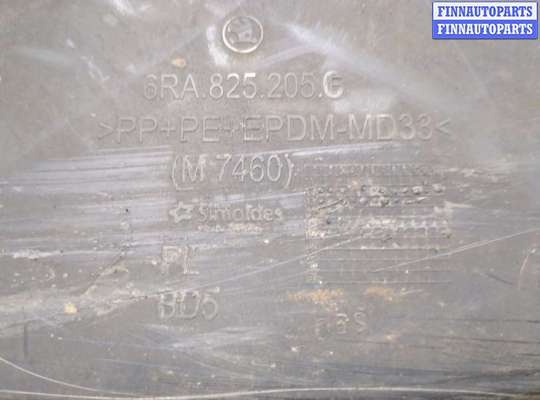 FINNAUTOPARTS
FINNAUTOPARTS
6RA.825.205.G
>PP+PE+EPDM-MD33<
(M 7460)
Simoldes
BD5